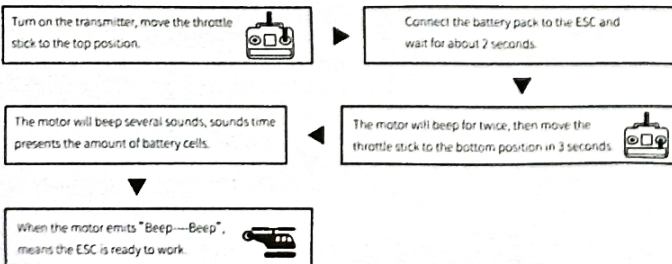 Turn on the transmitter, move the throttle
stick to the top position.
Connect the battery pack to the ESC and
wait for about 2 seconds.
The motor will beep for twice, then move the
throttle stick to the bottom position in 3 seconds.
The motor will beep several sounds, sounds time
presents the amount of battery cells.
When the motor emits "Beep----Beep",
means the ESC is ready to work.